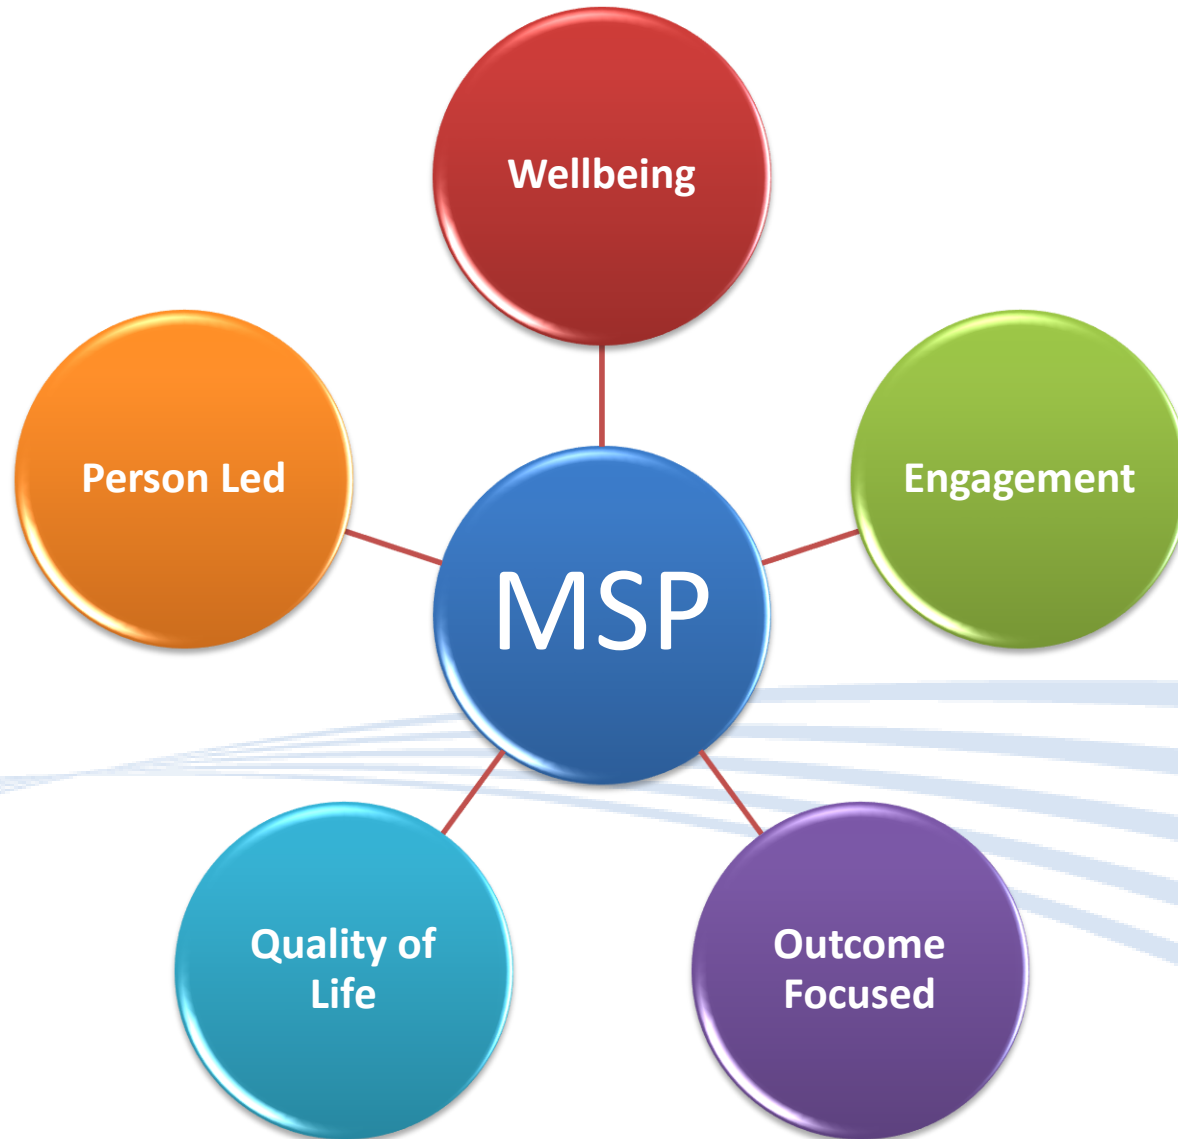 Wellbeing
Person Led
Engagement
MSP
Quality of
Life
Outcome
Focused